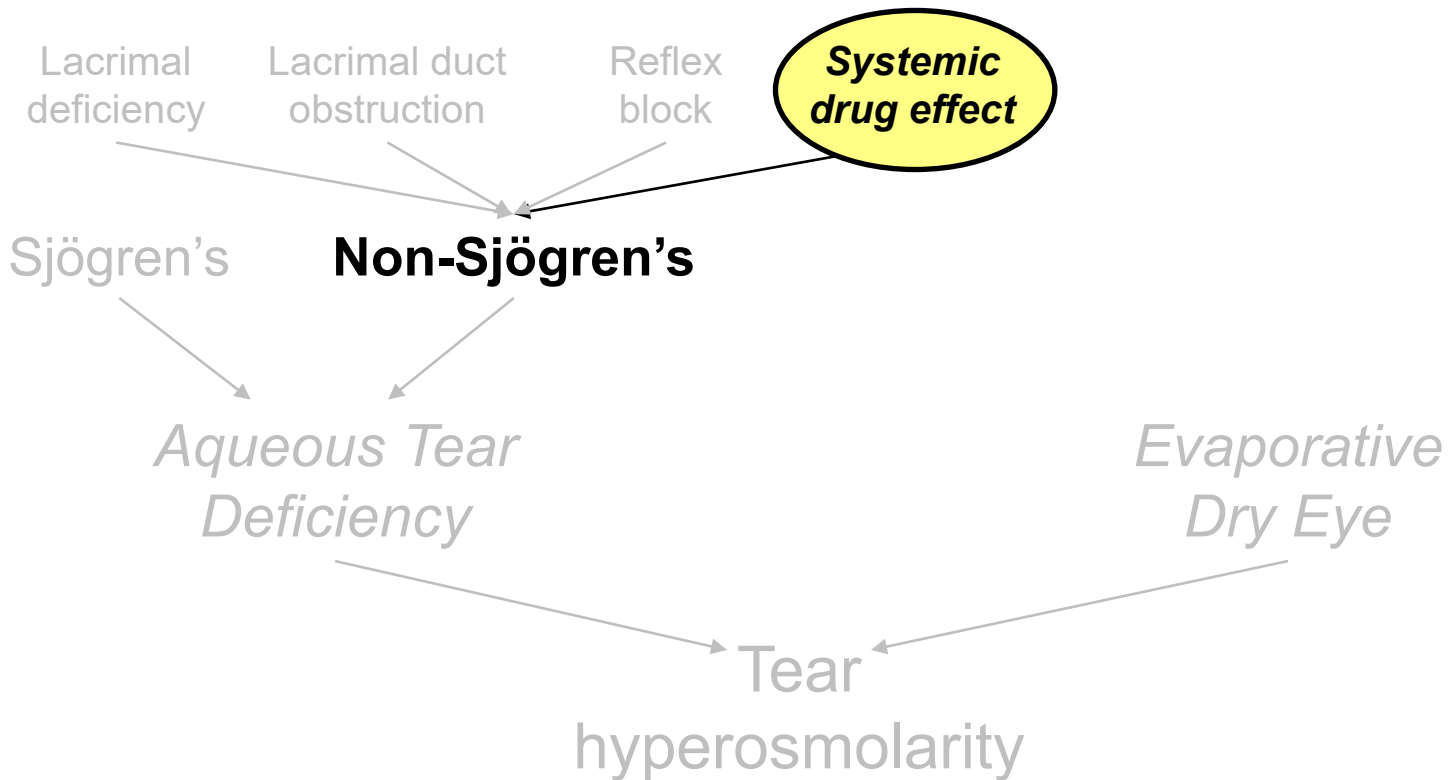 Lacrimal
deficiency
Lacrimal duct
obstruction
Reflex
block
Systemic
drug effect
Sjögren’s
Non-Sjögren’s
Aqueous Tear
Deficiency
Evaporative
Dry Eye
Tear
hyperosmolarity